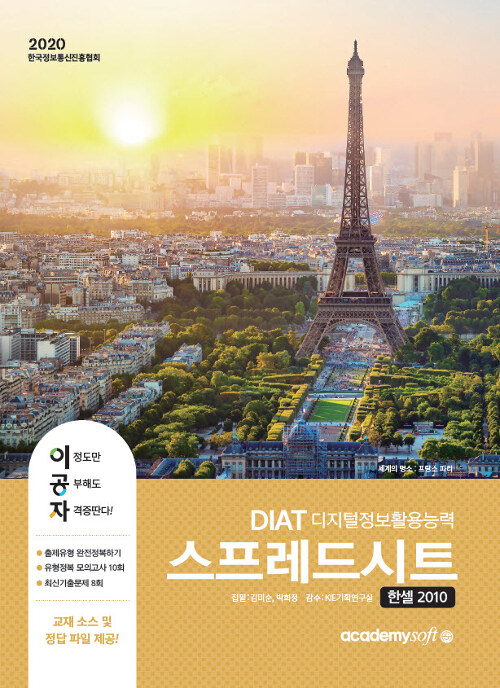 2020
한국정보통신진흥협회
세계의 명소 : 프랑스 파리
이 정도만
공 부해도
자 격증딴다!
● 출제유형 완전정복하기
● 유형정복 모의고사 10회
● 최신기출문제 8회
교재 소스 및
정답 파일 제공!
DIAT 디지털정보활용능력
스프레드시트
집필 : 김미순, 박희정 감수 : KIE기획연구실 한셀 2010
academysoft